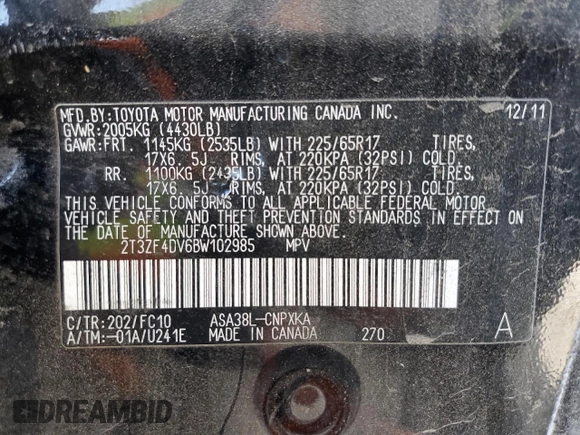 MFD.BY:TOYOTA MOTOR MANUFACTURING CANADA INC. 12/11
GVWR:2005KG (4430LB)
GAWR:FRT. 1145KG (2535LB) WITH 225/65R17 TIRES,
17X6.5J RIMS, AT 220KPA (32PSI) COLD.
RR. 1100KG (2435LB) WITH 225/65R17 TIRES,
17X6.5J RIMS, AT 220KPA (32PSI) COLD.
THIS VEHICLE CONFORMS TO ALL APPLICABLE FEDERAL MOTOR
VEHICLE SAFETY AND THEFT PREVENTION STANDARDS IN EFFECT ON
THE DATE OF MANUFACTURE SHOWN ABOVE.
2T3ZF4DV6BW102985 MPV
C/TR:202/FC10 ASA38L-CNPXKA A
A/TM:-01A/U241E MADE IN CANADA 270
DREAMBID